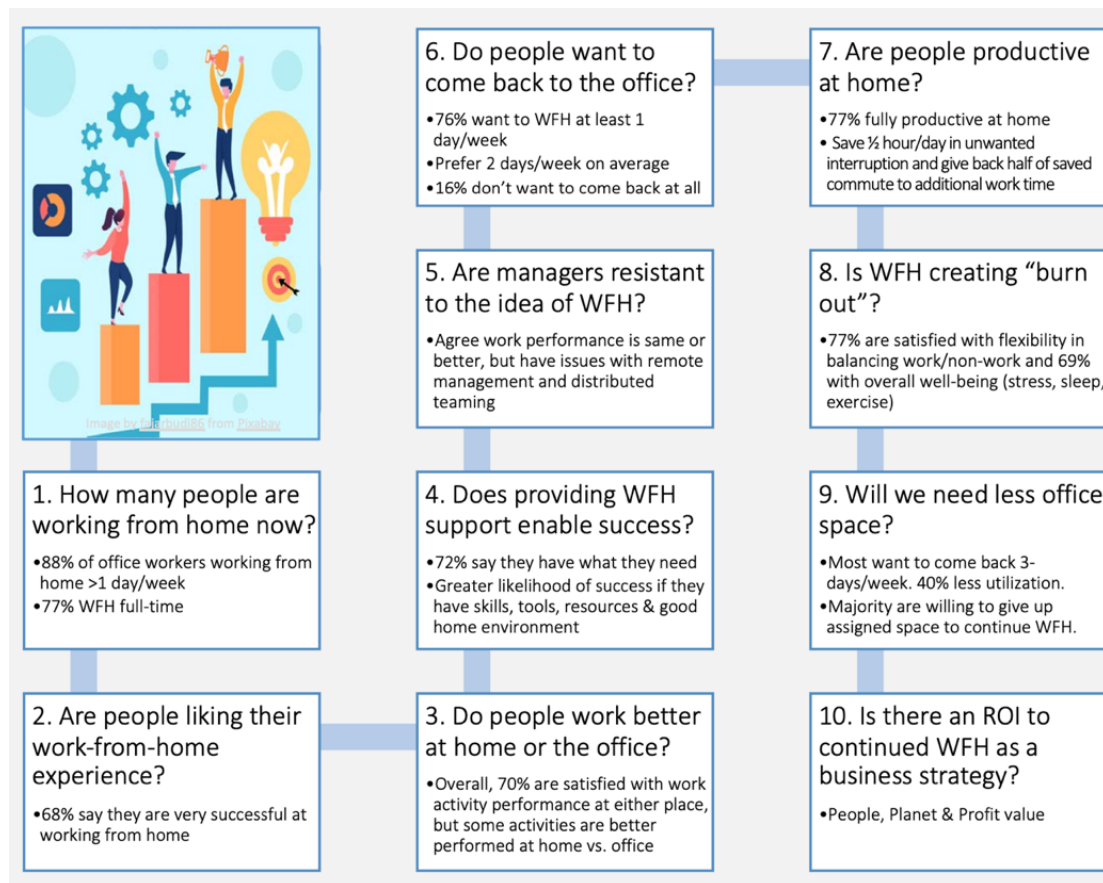 Image by fajarbudi86 from Pixabay
1. How many people are
working from home now?
•88% of office workers working from
home >1 day/week
•77% WFH full-time
2. Are people liking their
work-from-home
experience?
•68% say they are very successful at
working from home
3. Do people work better
at home or the office?
•Overall, 70% are satisfied with work
activity performance at either place,
but some activities are better
performed at home vs. office
4. Does providing WFH
support enable success?
•72% say they have what they need
•Greater likelihood of success if they
have skills, tools, resources & good
home environment
5. Are managers resistant
to the idea of WFH?
•Agree work performance is same or
better, but have issues with remote
management and distributed
teaming
6. Do people want to
come back to the office?
•76% want to WFH at least 1
day/week
•Prefer 2 days/week on average
•16% don’t want to come back at all
7. Are people productive
at home?
•77% fully productive at home
• Save ½ hour/day in unwanted
interruption and give back half of saved
commute to additional work time
8. Is WFH creating “burn
out”?
•77% are satisfied with flexibility in
balancing work/non-work and 69%
with overall well-being (stress, sleep,
exercise)
9. Will we need less office
space?
•Most want to come back 3-
days/week. 40% less utilization.
•Majority are willing to give up
assigned space to continue WFH.
10. Is there an ROI to
continued WFH as a
business strategy?
•People, Planet & Profit value